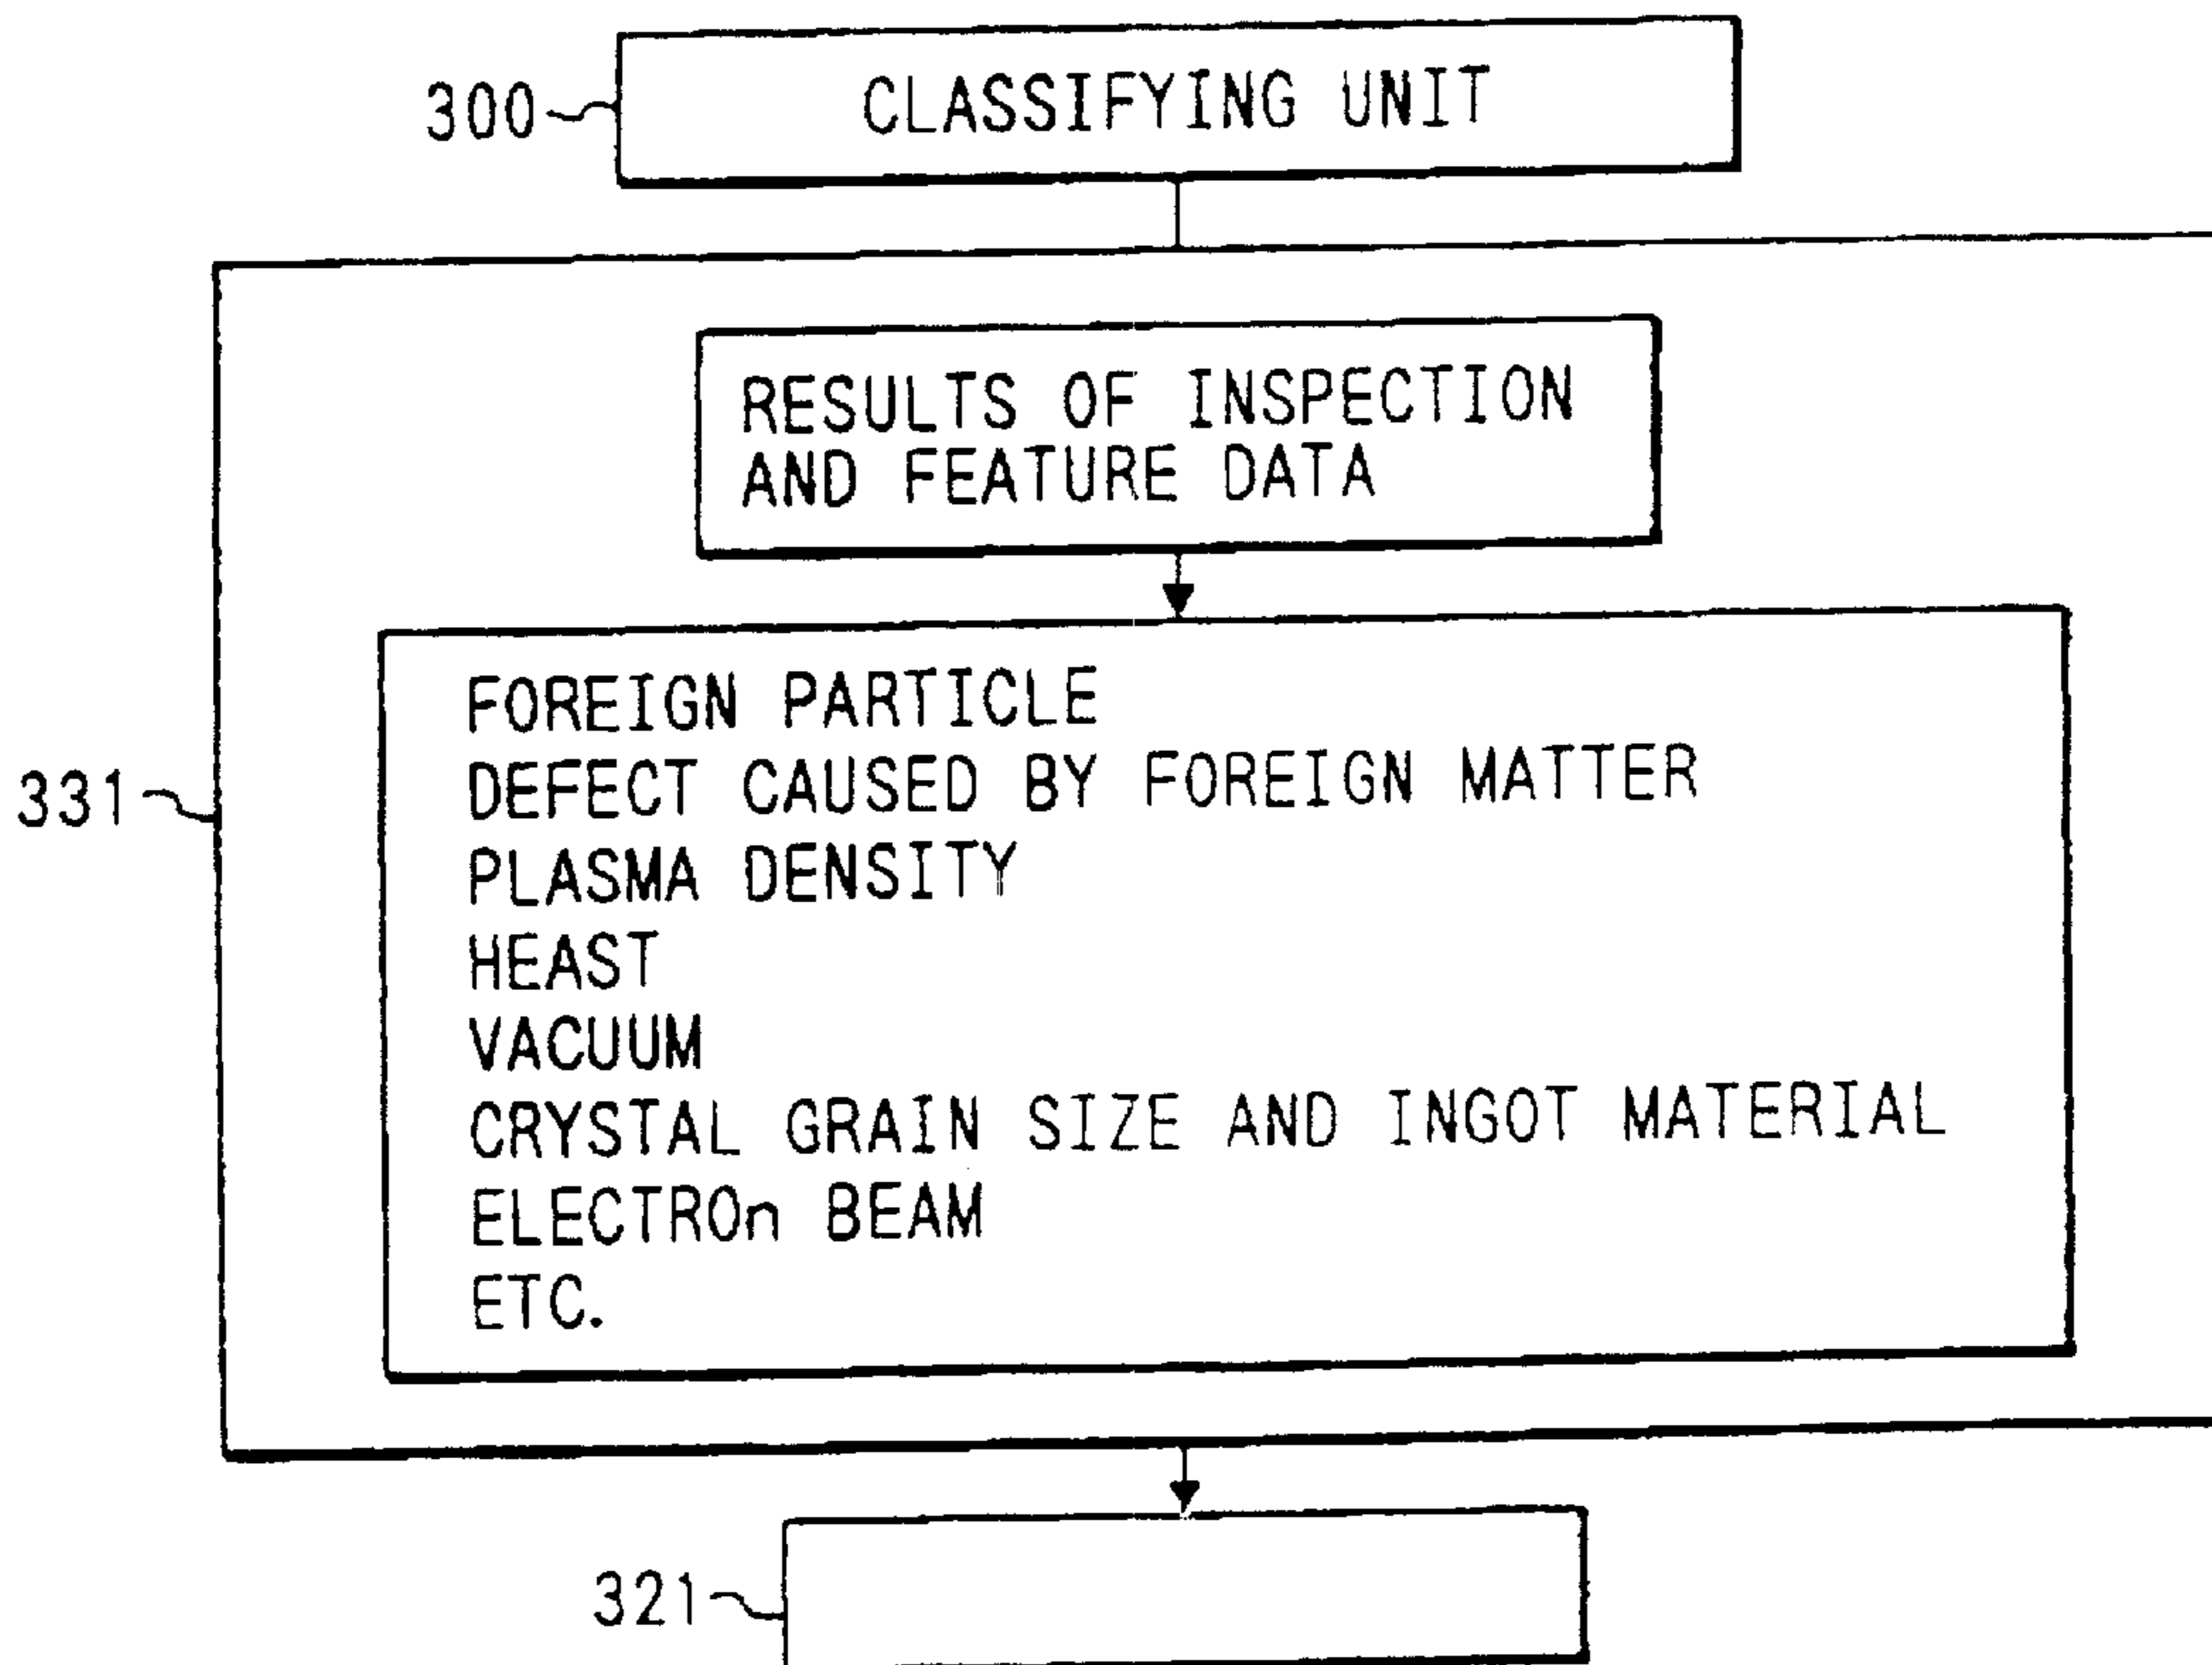 300
CLASSIFYING UNIT
RESULTS OF INSPECTION
AND FEATURE DATA
331
FOREIGN PARTICLE
DEFECT CAUSED BY FOREIGN MATTER
PLASMA DENSITY
HEAST
VACUUM
CRYSTAL GRAIN SIZE AND INGOT MATERIAL
ELECTROn BEAM
ETC.
321